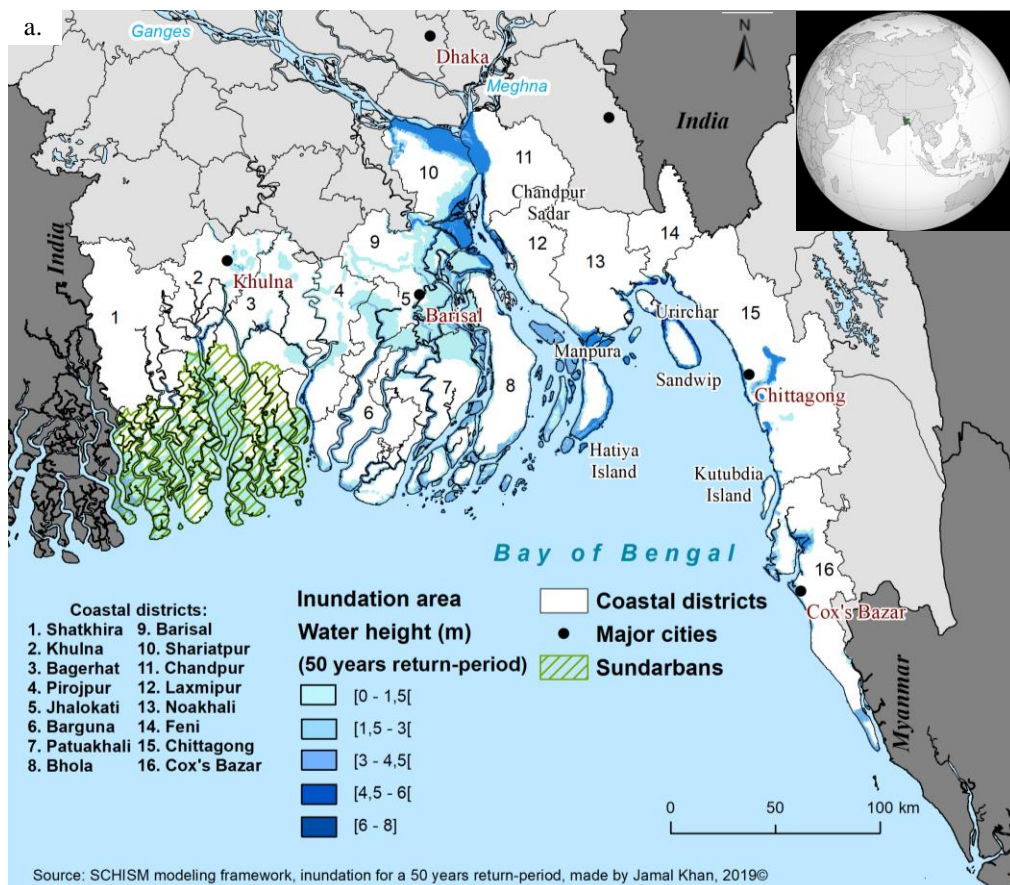 a.
Ganges
Dhaka
Meghna
N
India
India
10
11
Chandpur
Sadar
9
12
14
13
2
Khulna
3
4
5
Barisal
1
15
Urirchar
Manpura
Sandwip
Chittagong
6
7
8
Hatiya
Island
Kutubdia
Island
Bay of Bengal
16
Cox's Bazar
Myanmar
Coastal districts:
1. Shatkhira 9. Barisal
2. Khulna 10. Shariatpur
3. Bagerhat 11. Chandpur
4. Pirojpur 12. Laxmipur
5. Jhalokati 13. Noakhali
6. Barguna 14. Feni
7. Patuakhali 15. Chittagong
8. Bhola 16. Cox's Bazar
Inundation area
Water height (m)
(50 years return-period)
[0 - 1,5[
[1,5 - 3[
[3 - 4,5[
[4,5 - 6[
[6 - 8]
Coastal districts
Major cities
Sundarbans
0 50 100 km
Source: SCHISM modeling framework, inundation for a 50 years return-period, made by Jamal Khan, 2019©